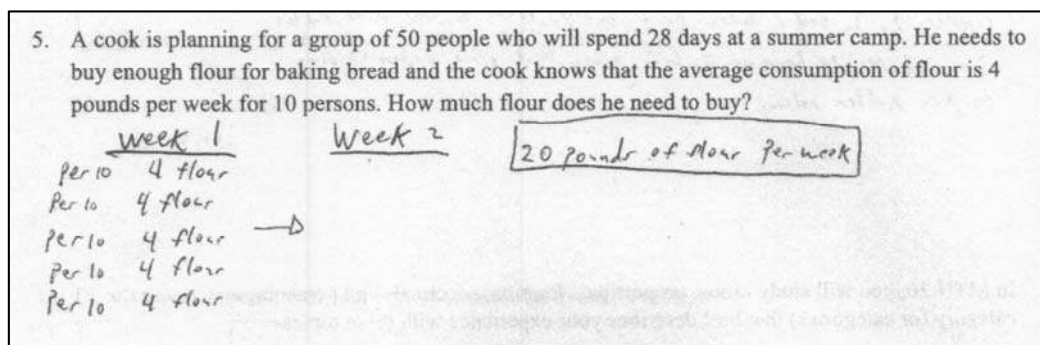 5. A cook is planning for a group of 50 people who will spend 28 days at a summer camp. He needs to
buy enough flour for baking bread and the cook knows that the average consumption of flour is 4
pounds per week for 10 persons. How much flour does he need to buy?
week 1
Week 2
20 Pounds of flour Per week
Per 10 4 flour
Per 10 4 flour
Per 10 4 flour
Per 10 4 flour
Per 10 4 flour